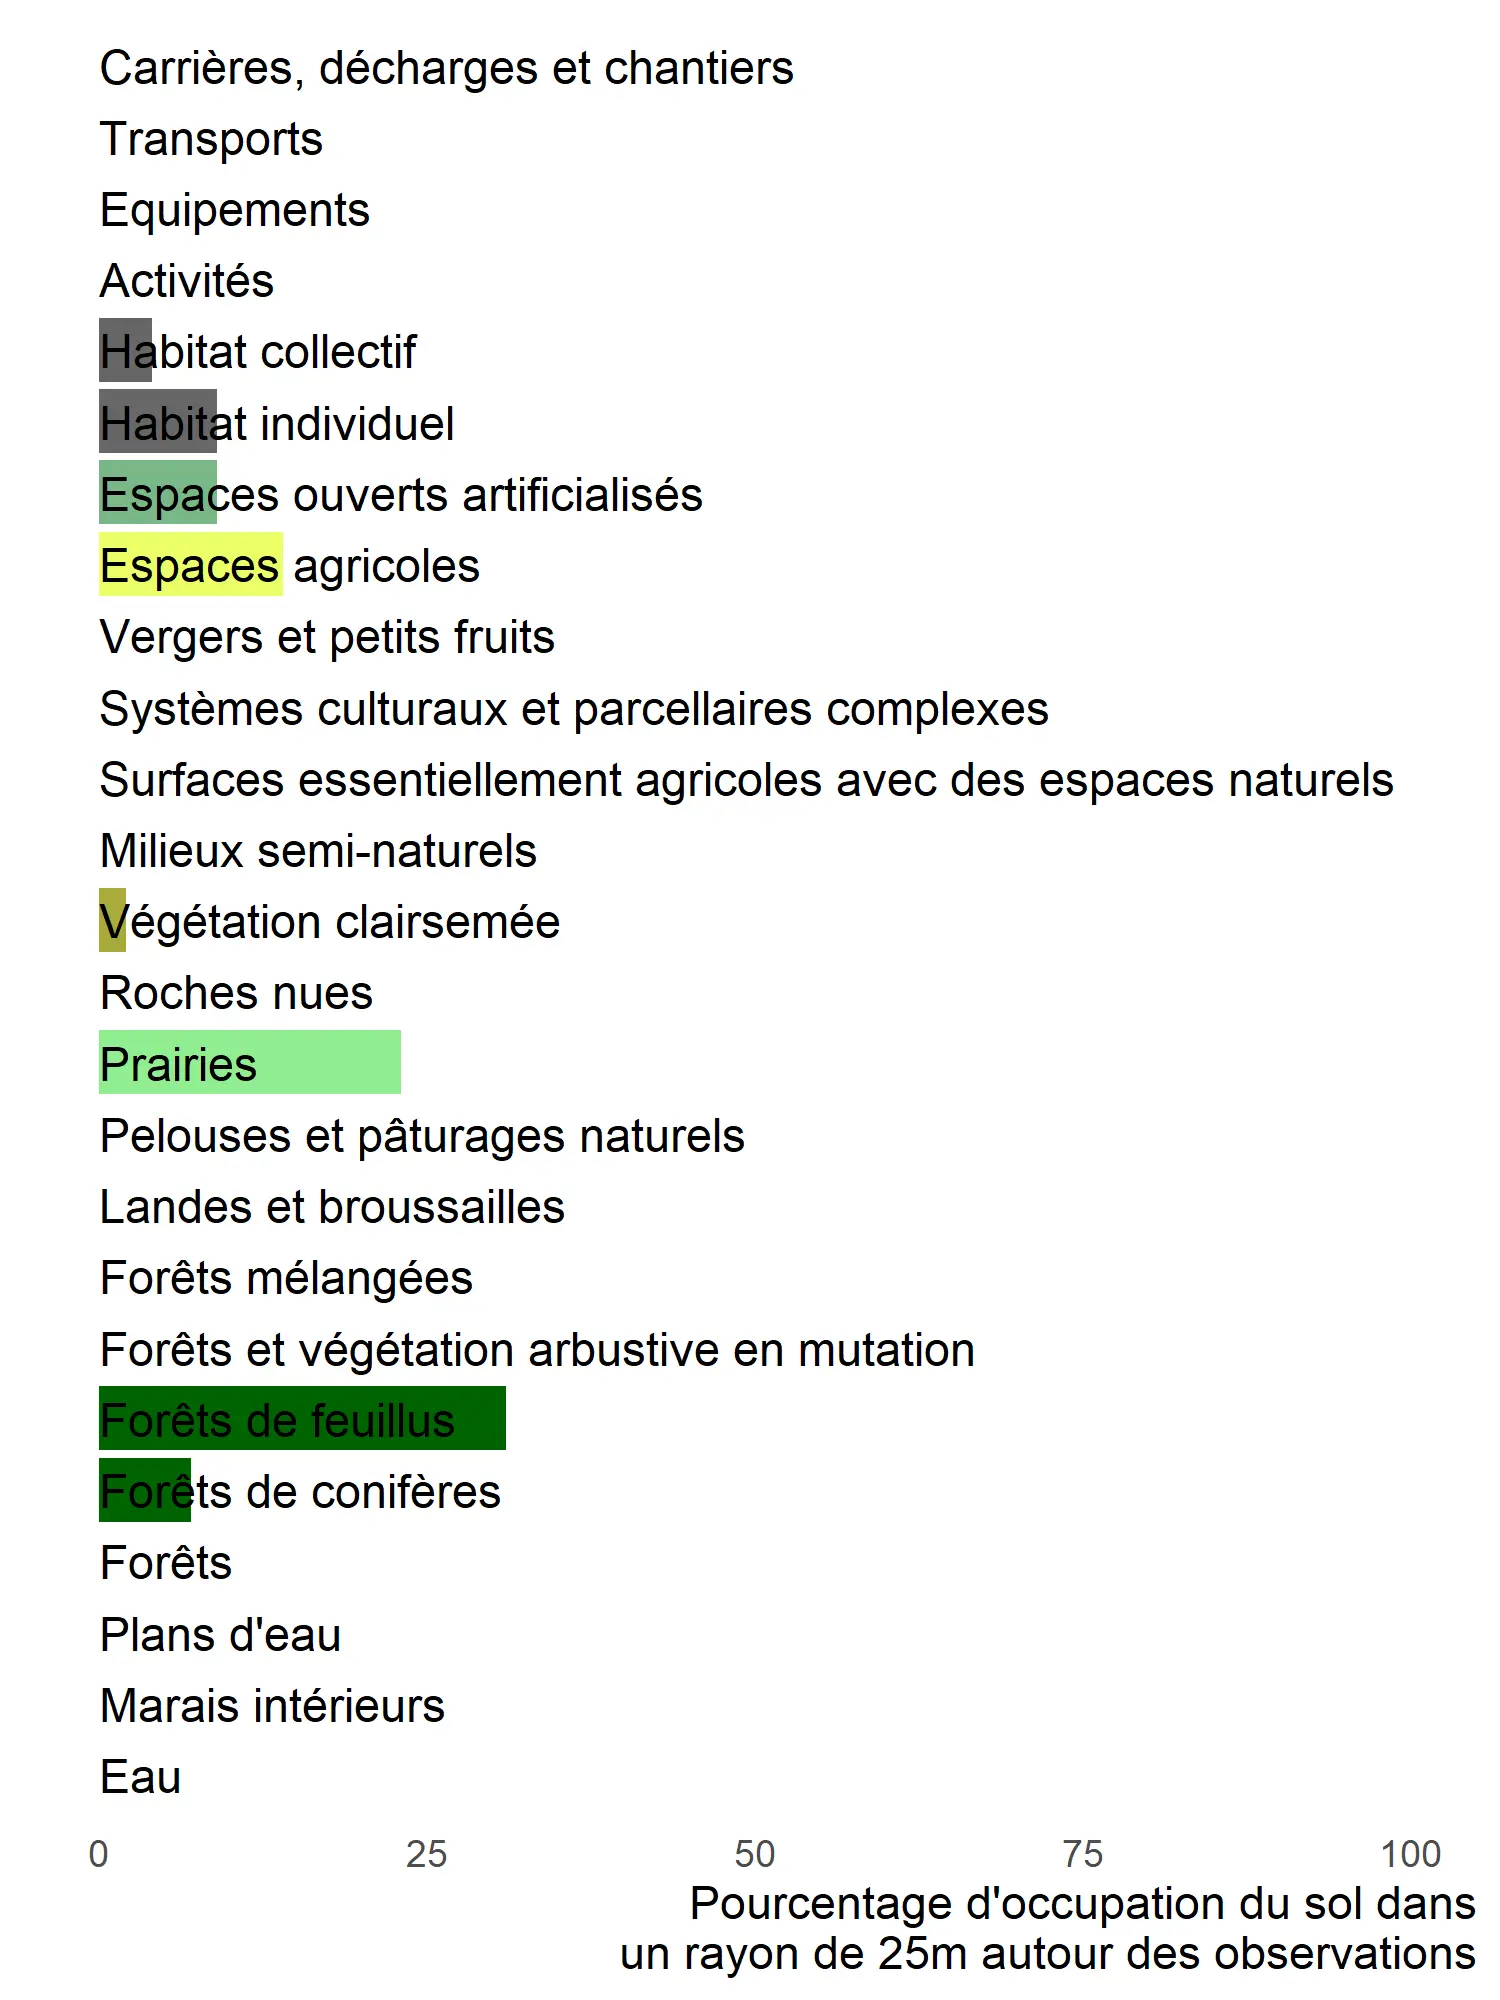 Carrières, décharges et chantiers
Transports
Equipements
Activités
Habitat collectif
Habitat individuel
Espaces ouverts artificialisés
Espaces agricoles
Vergers et petits fruits
Systèmes culturaux et parcellaires complexes
Surfaces essentiellement agricoles avec des espaces naturels
Milieux semi-naturels
Végétation clairsemée
Roches nues
Prairies
Pelouses et pâturages naturels
Landes et broussailles
Forêts mélangées
Forêts et végétation arbustive en mutation
Forêts de feuillus
Forêts de conifères
Forêts
Plans d'eau
Marais intérieurs
Eau
0 25 50 75 100
Pourcentage d'occupation du sol dans
un rayon de 25m autour des observations